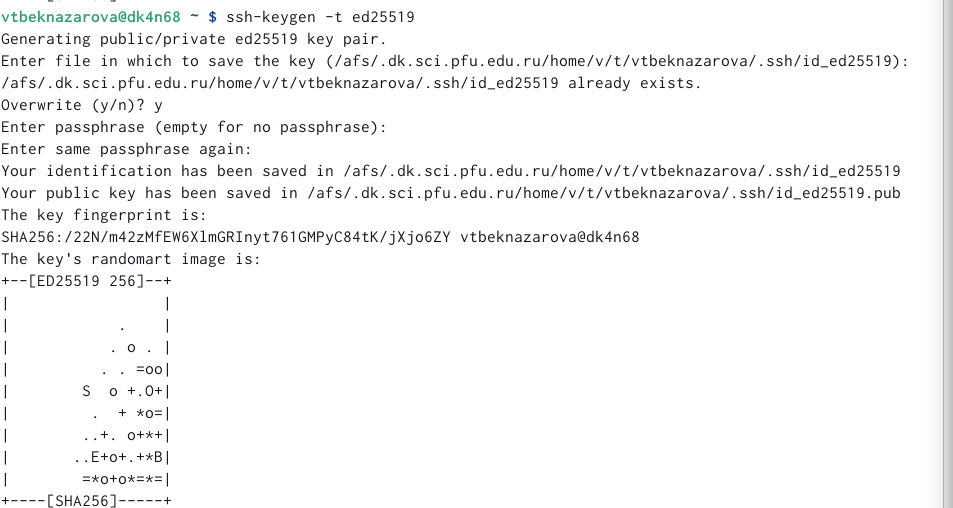 vtbeknazarova@dk4n68 ~ $ ssh-keygen -t ed25519
Generating public/private ed25519 key pair.
Enter file in which to save the key (/afs/.dk.sci.pfu.edu.ru/home/v/t/vtbeknazarova/.ssh/id_ed25519):
/afs/.dk.sci.pfu.edu.ru/home/v/t/vtbeknazarova/.ssh/id_ed25519 already exists.
Overwrite (y/n)? y
Enter passphrase (empty for no passphrase):
Enter same passphrase again:
Your identification has been saved in /afs/.dk.sci.pfu.edu.ru/home/v/t/vtbeknazarova/.ssh/id_ed25519
Your public key has been saved in /afs/.dk.sci.pfu.edu.ru/home/v/t/vtbeknazarova/.ssh/id_ed25519.pub
The key fingerprint is:
SHA256:/22N/m42zMfEW6XlmGRInyt761GMPyC84tK/jXjo6ZY vtbeknazarova@dk4n68
The key's randomart image is:
+--[ED25519 256]--+
|                 |
|            .    |
|           . o . |
|          . . =oo|
|        S  o +.O+|
|         .  + *o=|
|        ..+. o+*+|
|       ..E+o+.+*B|
|        =*o+o*=*=|
+----[SHA256]-----+